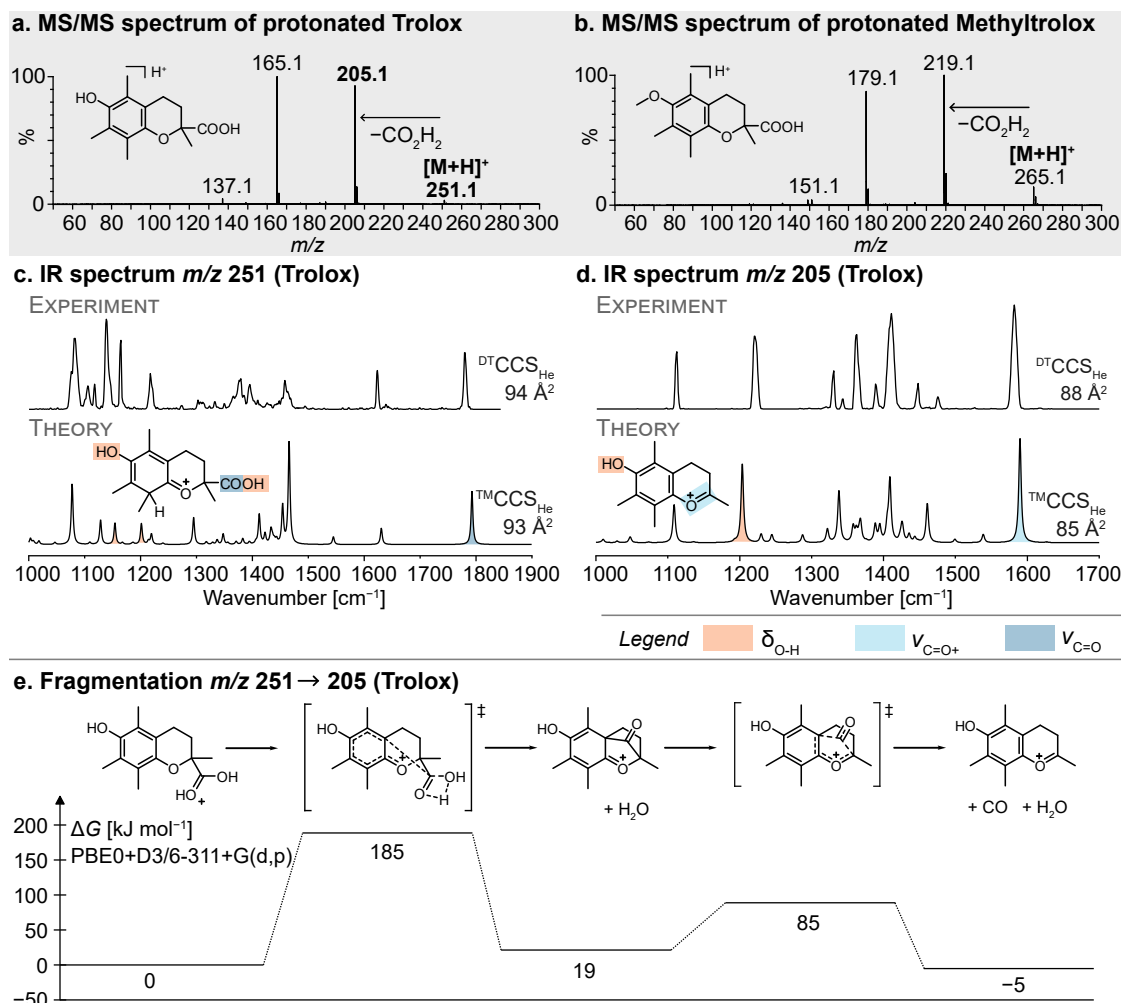 a. MS/MS spectrum of protonated Trolox
H⁺
HO
O
COOH
165.1
205.1
−CO₂H₂
[M+H]⁺
251.1
137.1
100
%
0
60 80 100 120 140 160 180 200 220 240 260 280 300
m/z
b. MS/MS spectrum of protonated Methyltrolox
H⁺
O
O
COOH
179.1
219.1
−CO₂H₂
[M+H]⁺
265.1
151.1
100
%
0
60 80 100 120 140 160 180 200 220 240 260 280 300
m/z
c. IR spectrum m/z 251 (Trolox)
EXPERIMENT
ᴰᵀCCS_He
94 Å²
THEORY
HO
COOH
O
+
H
ᵀᴹCCS_He
93 Å²
1000 1100 1200 1300 1400 1500 1600 1700 1800 1900
Wavenumber [cm⁻¹]
d. IR spectrum m/z 205 (Trolox)
EXPERIMENT
ᴰᵀCCS_He
88 Å²
THEORY
HO
O
+
ᵀᴹCCS_He
85 Å²
1000 1100 1200 1300 1400 1500 1600 1700
Wavenumber [cm⁻¹]
Legend δ_O-H ν_C=O+ ν_C=O
e. Fragmentation m/z 251 → 205 (Trolox)
HO
O
OH
HO
+
HO
+
O
OH
O
H
‡
HO
O
O
+
+ H₂O
HO
O
+
O
‡
HO
O
+
+ CO + H₂O
ΔG [kJ mol⁻¹]
PBE0+D3/6-311+G(d,p)
200
150
100
50
0
−50
0
185
19
85
−5